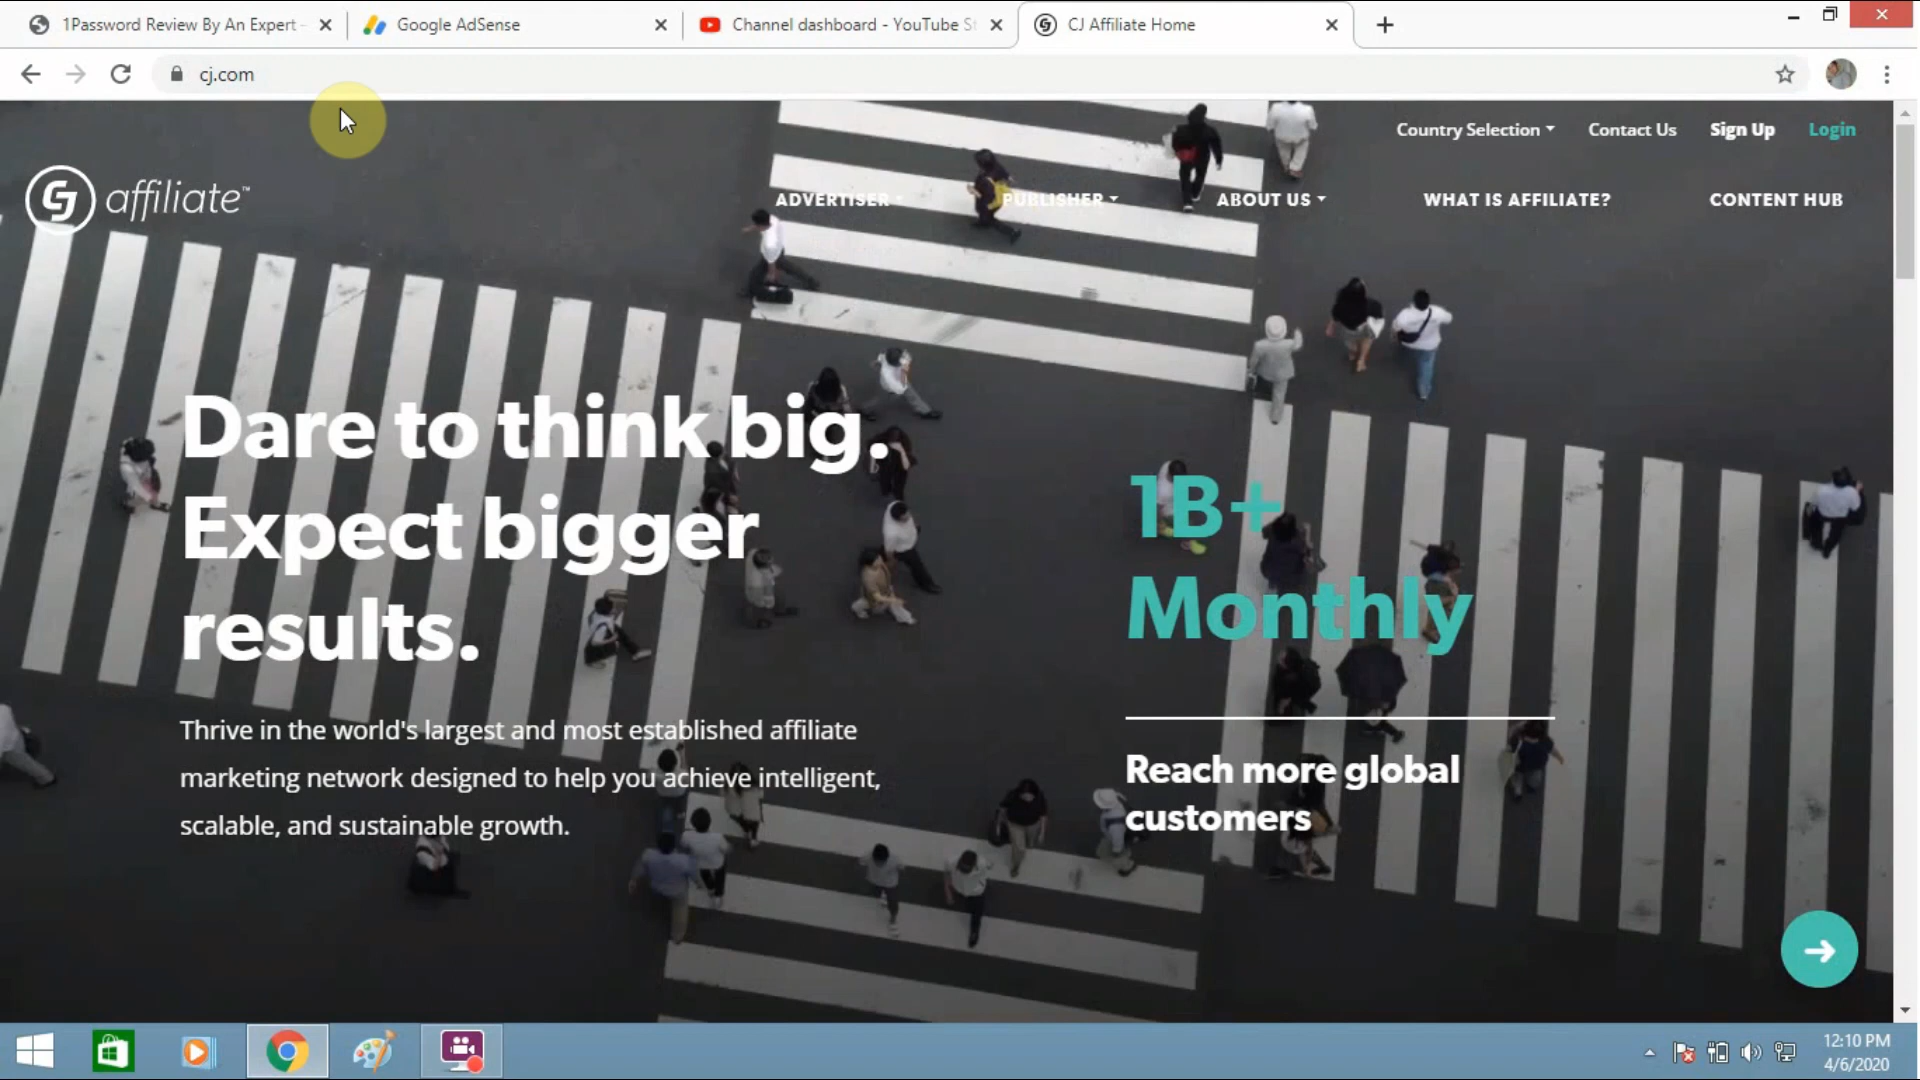 1Password Review By An Expert -
Google AdSense
Channel dashboard - YouTube St
CJ Affiliate Home
cj.com
Country Selection
Contact Us
Sign Up
Login
CJ affiliate™
ADVERTISER
PUBLISHER
ABOUT US
WHAT IS AFFILIATE?
CONTENT HUB
Dare to think big.
Expect bigger
results.
1B+
Monthly
Thrive in the world's largest and most established affiliate
marketing network designed to help you achieve intelligent,
scalable, and sustainable growth.
Reach more global
customers
12:10 PM
4/6/2020